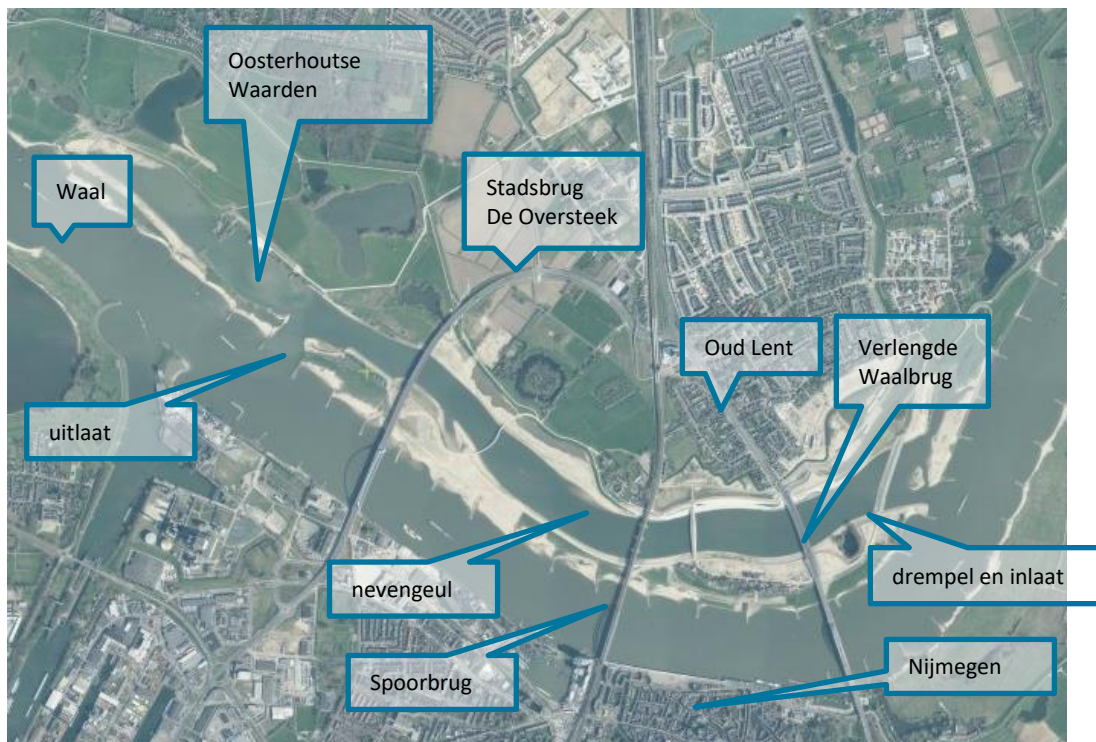 Oosterhoutse
Waarden
Waal
Stadsbrug
De Oversteek
Oud Lent
Verlengde
Waalbrug
uitlaat
nevengeul
drempel en inlaat
Spoorbrug
Nijmegen